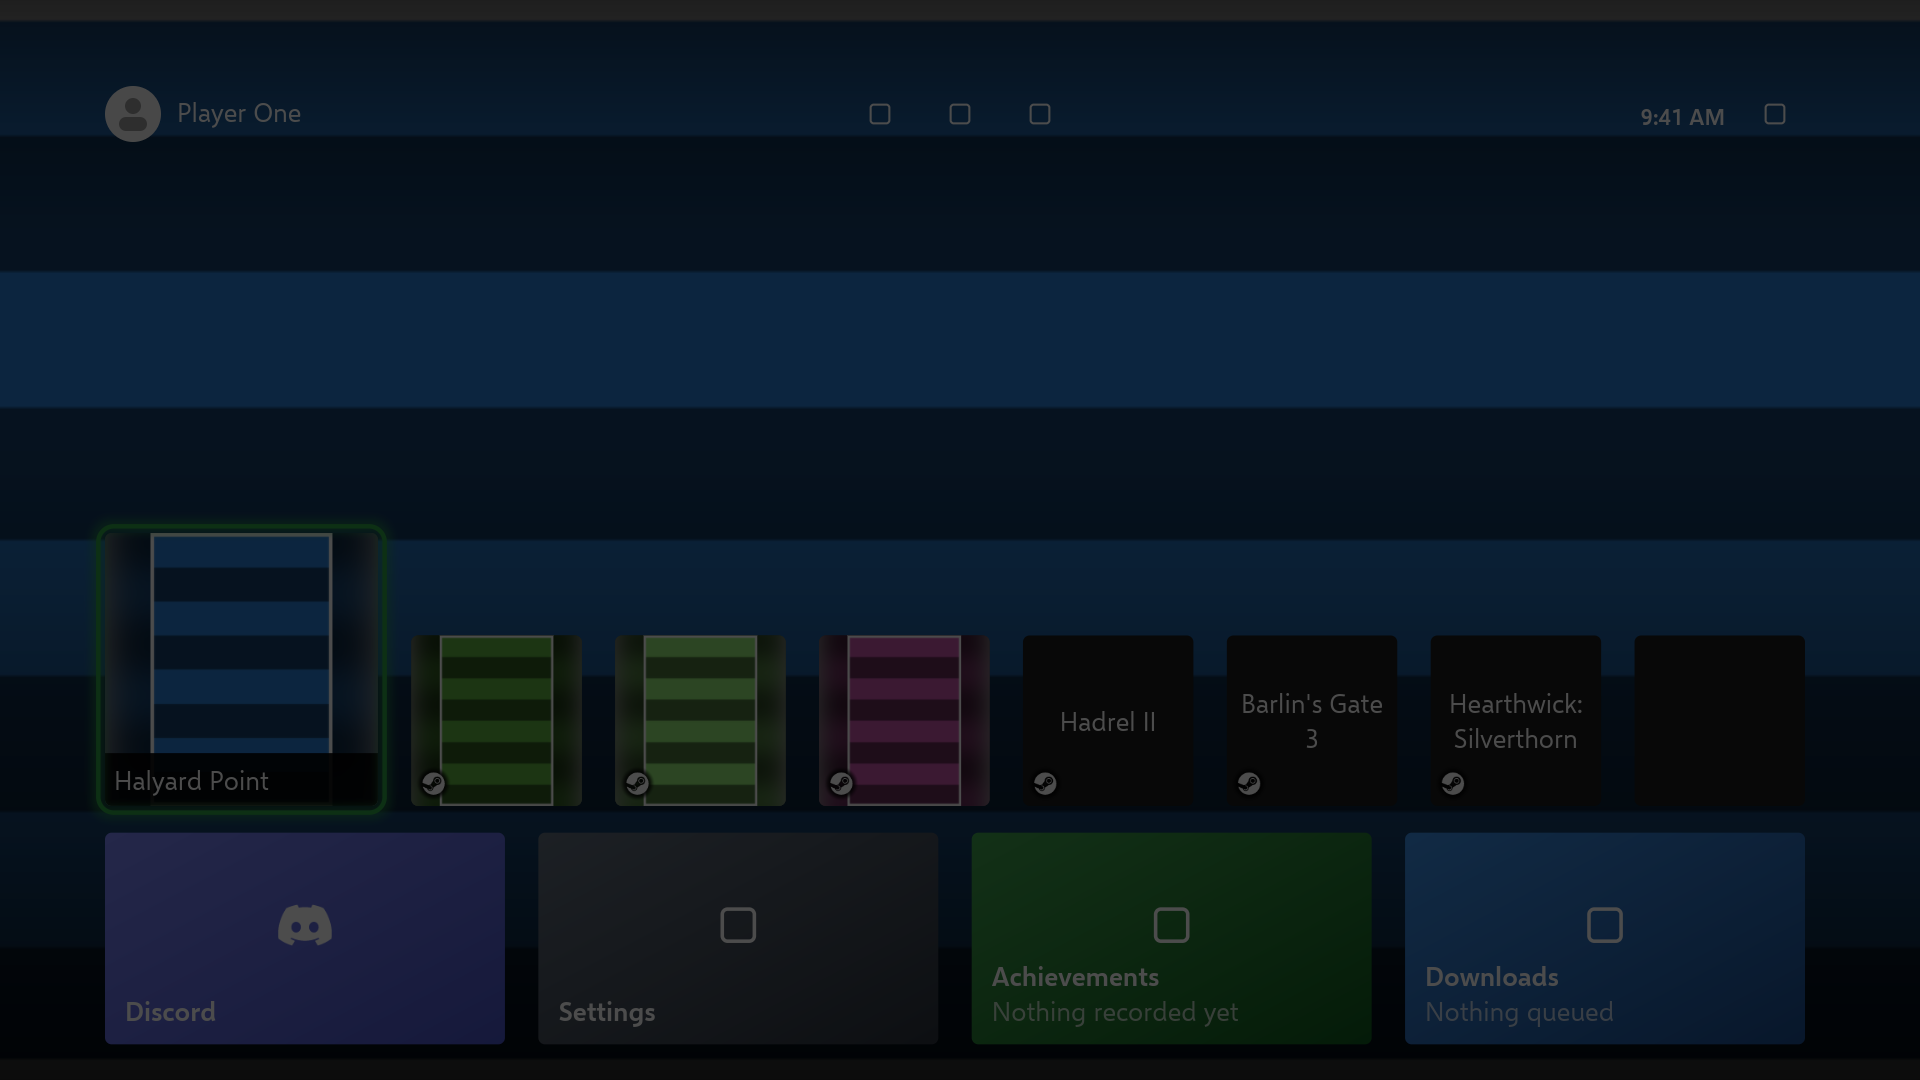 Player One
9:41 AM
Halyard Point
Hadrel II
Barlin's Gate
3
Hearthwick:
Silverthorn
Discord
Settings
Achievements
Nothing recorded yet
Downloads
Nothing queued